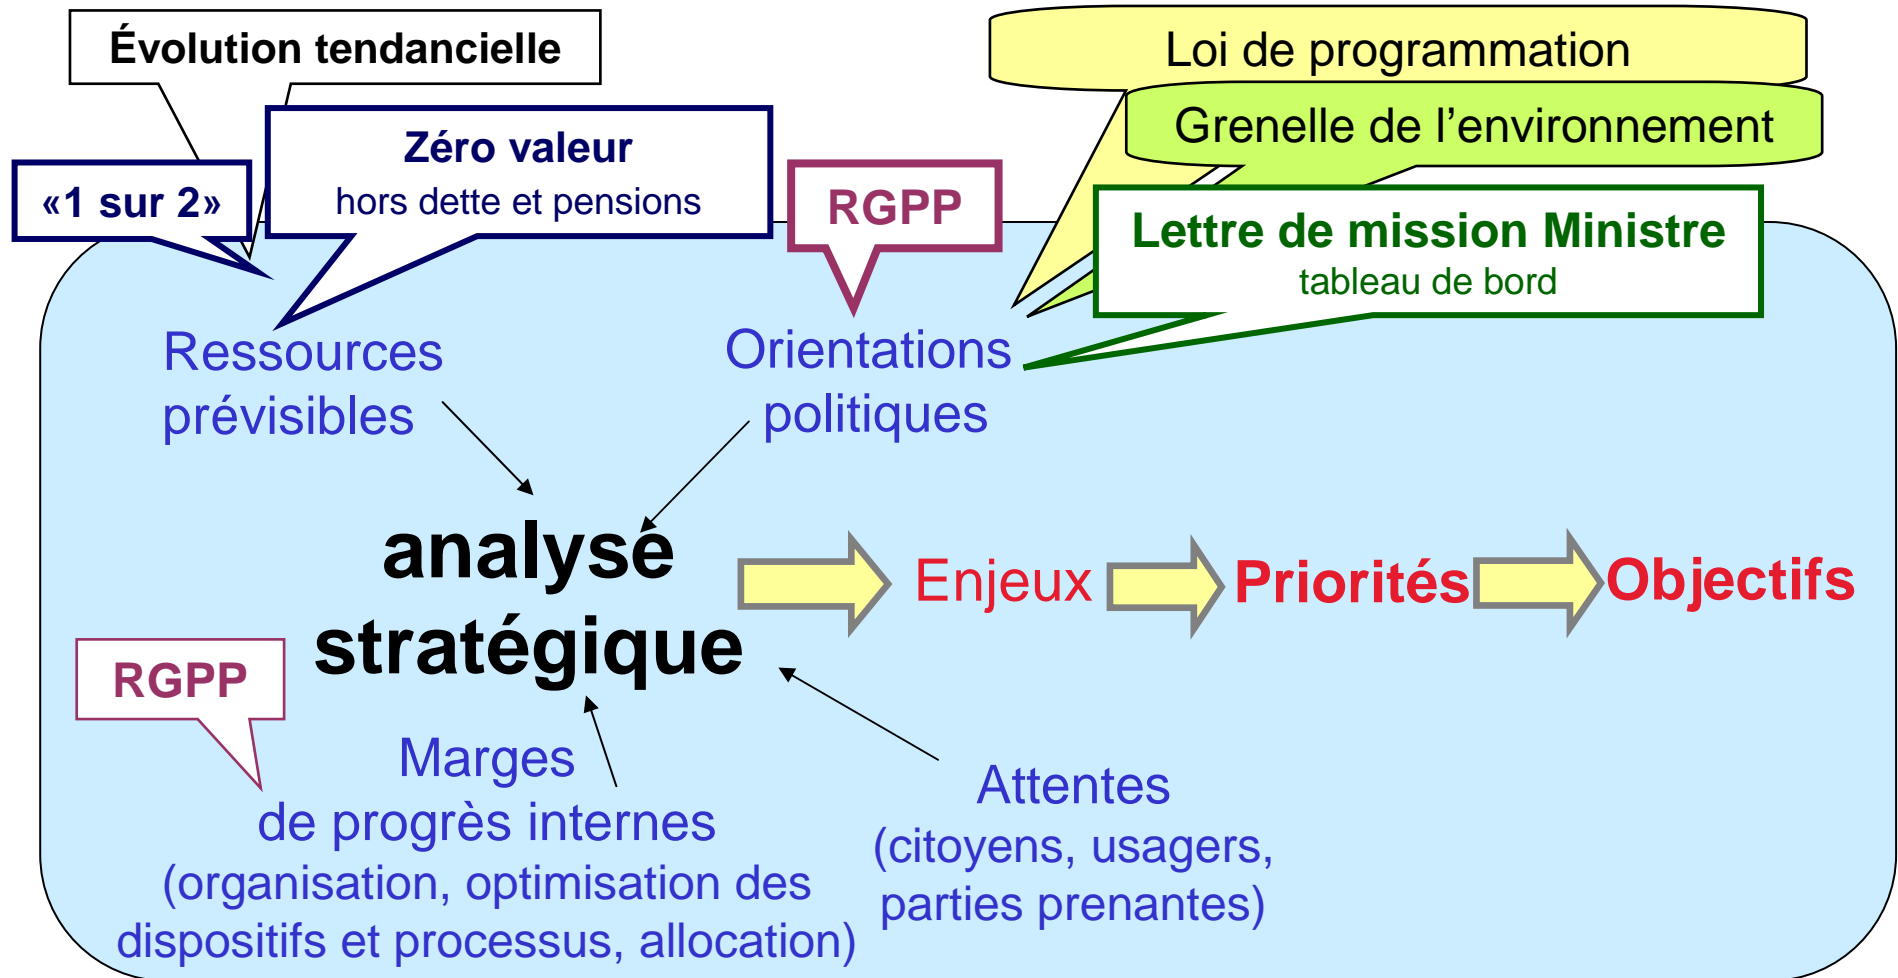 Évolution tendancielle
Loi de programmation
Grenelle de l'environnement
Zéro valeur
hors dette et pensions
«1 sur 2»
RGPP
Lettre de mission Ministre
tableau de bord
Ressources
prévisibles
Orientations
politiques
analyse
stratégique
Enjeux
Priorités
Objectifs
RGPP
Marges
de progrès internes
(organisation, optimisation des
dispositifs et processus, allocation)
Attentes
(citoyens, usagers,
parties prenantes)